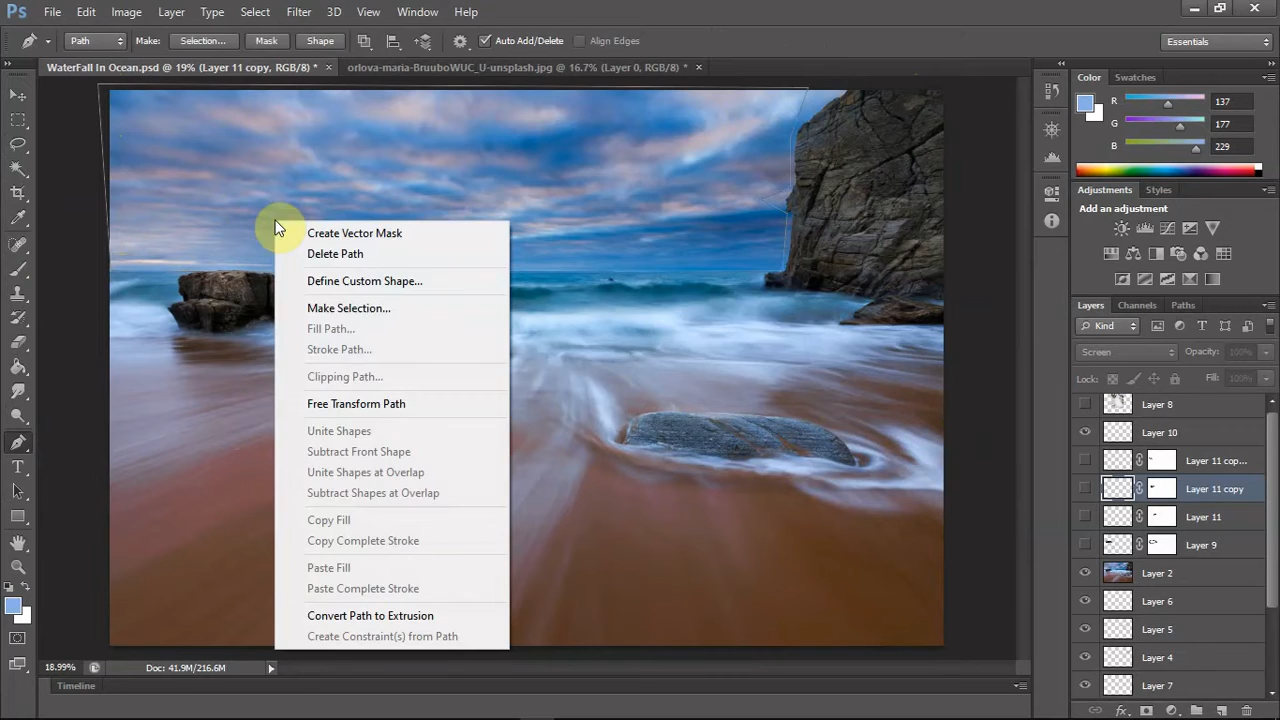 Ps File Edit Image Layer Type Select Filter 3D View Window Help
Path Make: Selection... Mask Shape Auto Add/Delete Align Edges Essentials
WaterFall In Ocean.psd @ 19% (Layer 11 copy, RGB/8) * × orlova-maria-BruuboWUC_U-unsplash.jpg @ 16.7% (Layer 0, RGB/8) * ×
Color Swatches
R 137
G 177
B 229
Adjustments Styles
Add an adjustment
Create Vector Mask
Delete Path
Define Custom Shape...
Make Selection...
Fill Path...
Stroke Path...
Clipping Path...
Free Transform Path
Unite Shapes
Subtract Front Shape
Unite Shapes at Overlap
Subtract Shapes at Overlap
Copy Fill
Copy Complete Stroke
Paste Fill
Paste Complete Stroke
Convert Path to Extrusion
Create Constraint(s) from Path
Layers Channels Paths
Kind
Screen Opacity: 100%
Lock: Fill: 100%
Layer 8
Layer 10
Layer 11 cop...
Layer 11 copy
Layer 11
Layer 9
Layer 2
Layer 6
Layer 5
Layer 4
Layer 7
fx
18.99% Doc: 41.9M/216.6M
Timeline